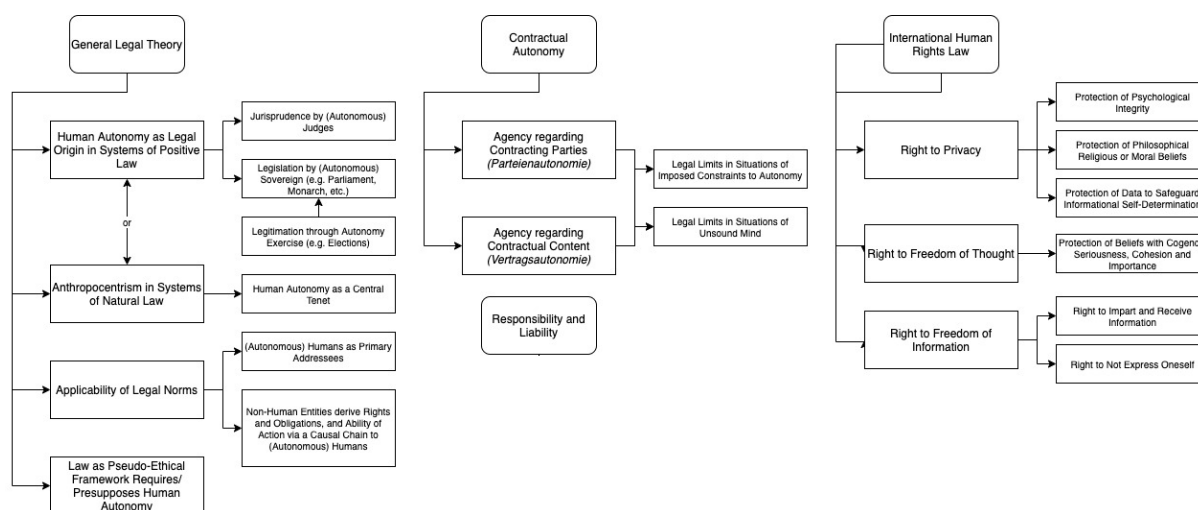 General Legal Theory
Human Autonomy as Legal
Origin in Systems of Positive
Law
or
Anthropocentrism in Systems
of Natural Law
Applicability of Legal Norms
Law as Pseudo-Ethical
Framework Requires/
Presupposes Human
Autonomy
Jurisprudence by (Autonomous)
Judges
Legislation by (Autonomous)
Sovereign (e.g. Parliament,
Monarch, etc.)
Legitimation through Autonomy
Exercise (e.g. Elections)
Human Autonomy as a Central
Tenet
(Autonomous) Humans as Primary
Addressees
Non-Human Entities derive Rights
and Obligations, and Ability of
Action via a Causal Chain to
(Autonomous) Humans
Contractual
Autonomy
Agency regarding
Contracting Parties
(Parteienautonomie)
Agency regarding
Contractual Content
(Vertragsautonomie)
Legal Limits in Situations of
Imposed Constraints to Autonomy
Legal Limits in Situations of
Unsound Mind
Responsibility and
Liability
International Human
Rights Law
Right to Privacy
Right to Freedom of Thought
Right to Freedom of
Information
Protection of Psychological
Integrity
Protection of Philosophical
Religious or Moral Beliefs
Protection of Data to Safeguard
Informational Self-Determination
Protection of Beliefs with
Seriousness, Cohesion and
Importance
Right to Impart and Receive
Information
Right to Not Express Oneself